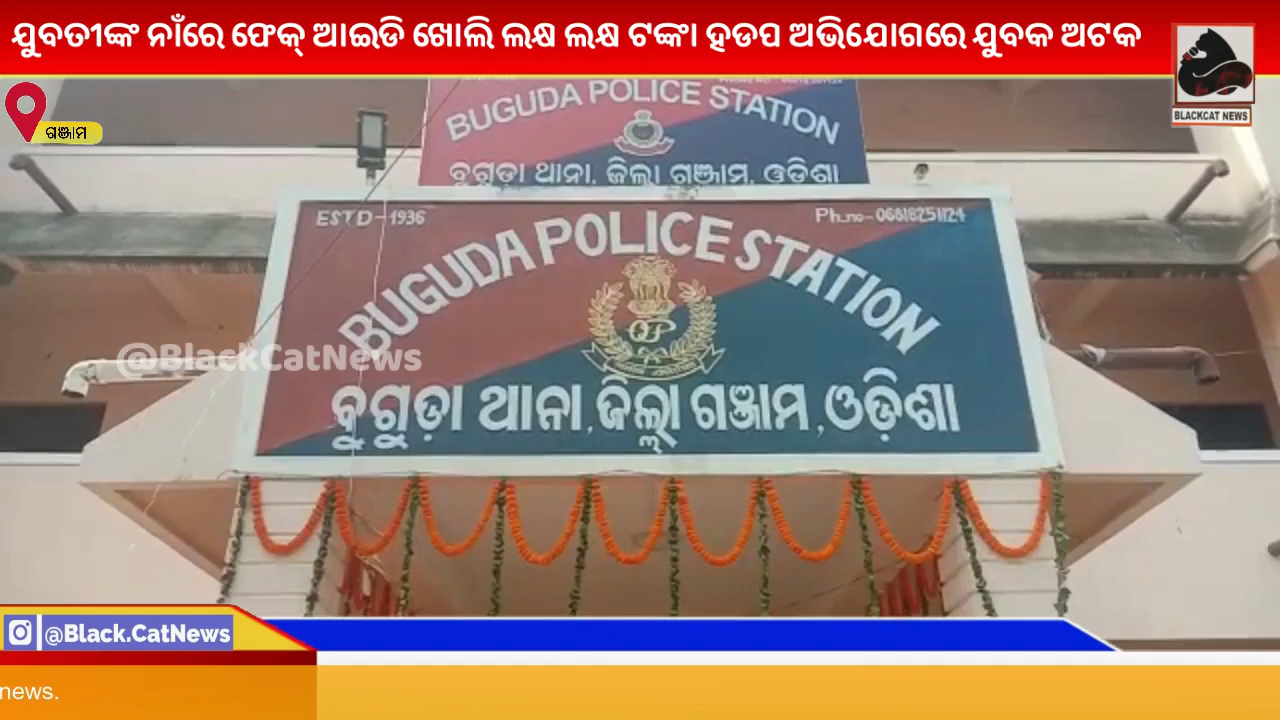 ଯୁବତୀଙ୍କ ନାଁରେ ଫେକ୍ ଆଇଡି ଖୋଲି ଲକ୍ଷ ଲକ୍ଷ ଟଙ୍କା ହଡପ ଅଭିଯୋଗରେ ଯୁବକ ଅଟକ
BLACKCAT NEWS
ଗଞ୍ଜାମ
BUGUDA POLICE STATION
ବୁଗୁଡ଼ା ଥାନା, ଜିଲ୍ଲା ଗଞ୍ଜାମ, ଓଡ଼ିଶା
ESTD-1936
Ph.no-06818251124
BUGUDA POLICE STATION
@BlackCatNews
ବୁଗୁଡ଼ା ଥାନା,ଜିଲ୍ଲା ଗଞ୍ଜାମ,ଓଡ଼ିଶା
@Black.CatNews
news.